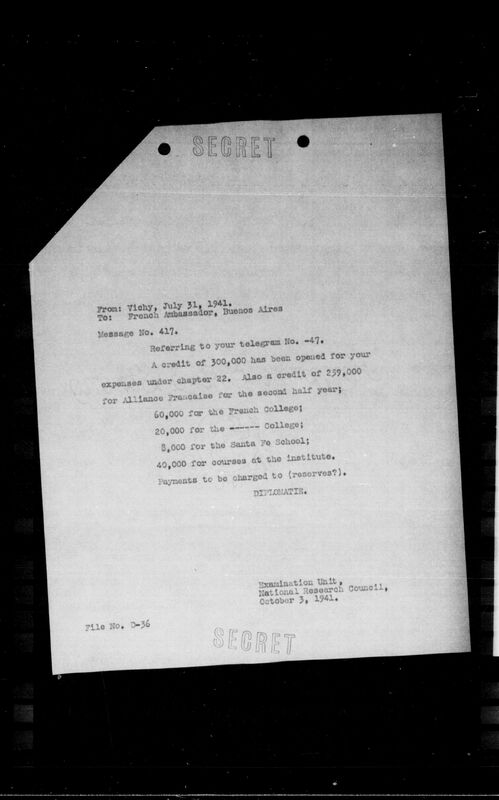 SECRET
From: Vichy, July 31, 1941.
To: French Ambassador, Buenos Aires
Message No. 417.
Referring to your telegram No. -47.
A credit of 300,000 has been opened for your
expenses under chapter 22. Also a credit of 259,000
for Alliance Francaise for the second half year;
60,000 for the French College;
20,000 for the ------ College;
8,000 for the Santa Fe School;
40,000 for courses at the institute.
Payments to be charged to (reserves?).
DIPLOMATIE.
Examination Unit,
National Research Council,
October 3, 1941.
File No. D-36
SECRET